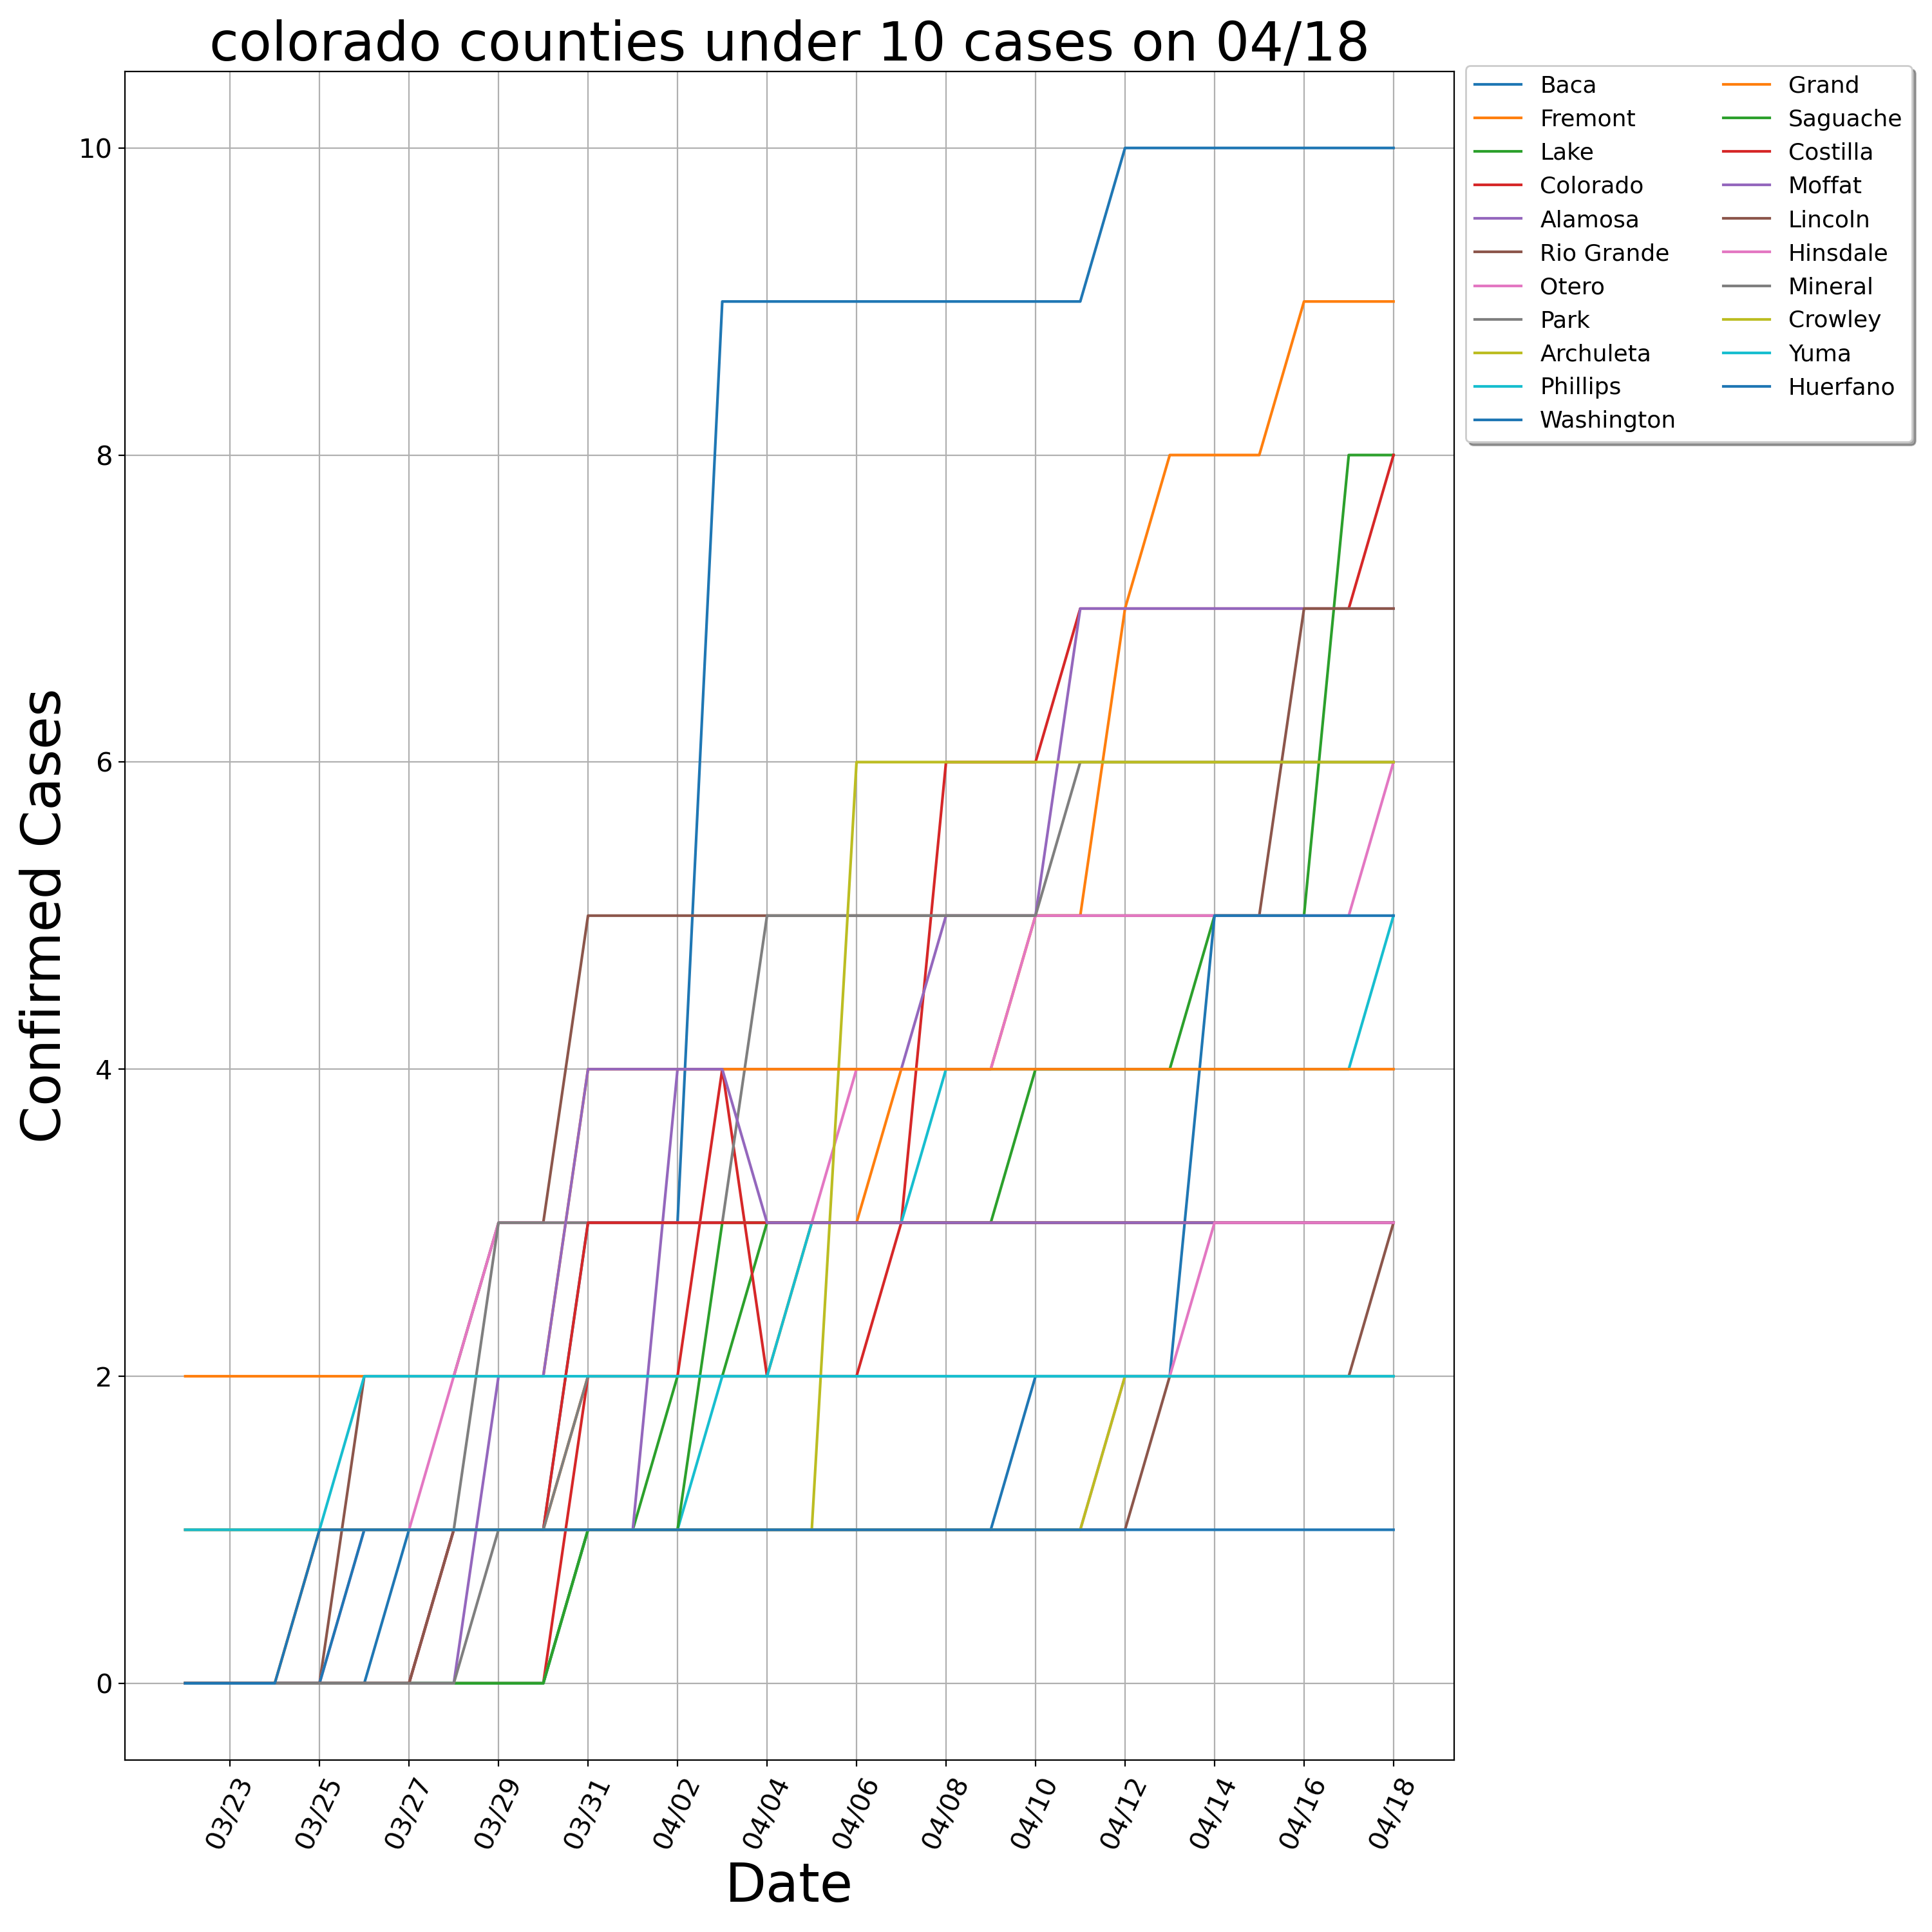 colorado counties under 10 cases on 04/18
Confirmed Cases
10
8
6
4
2
0
03/23
03/25
03/27
03/29
03/31
04/02
04/04
04/06
04/08
04/10
04/12
04/14
04/16
04/18
Date
Baca
Fremont
Lake
Colorado
Alamosa
Rio Grande
Otero
Park
Archuleta
Phillips
Washington
Grand
Saguache
Costilla
Moffat
Lincoln
Hinsdale
Mineral
Crowley
Yuma
Huerfano